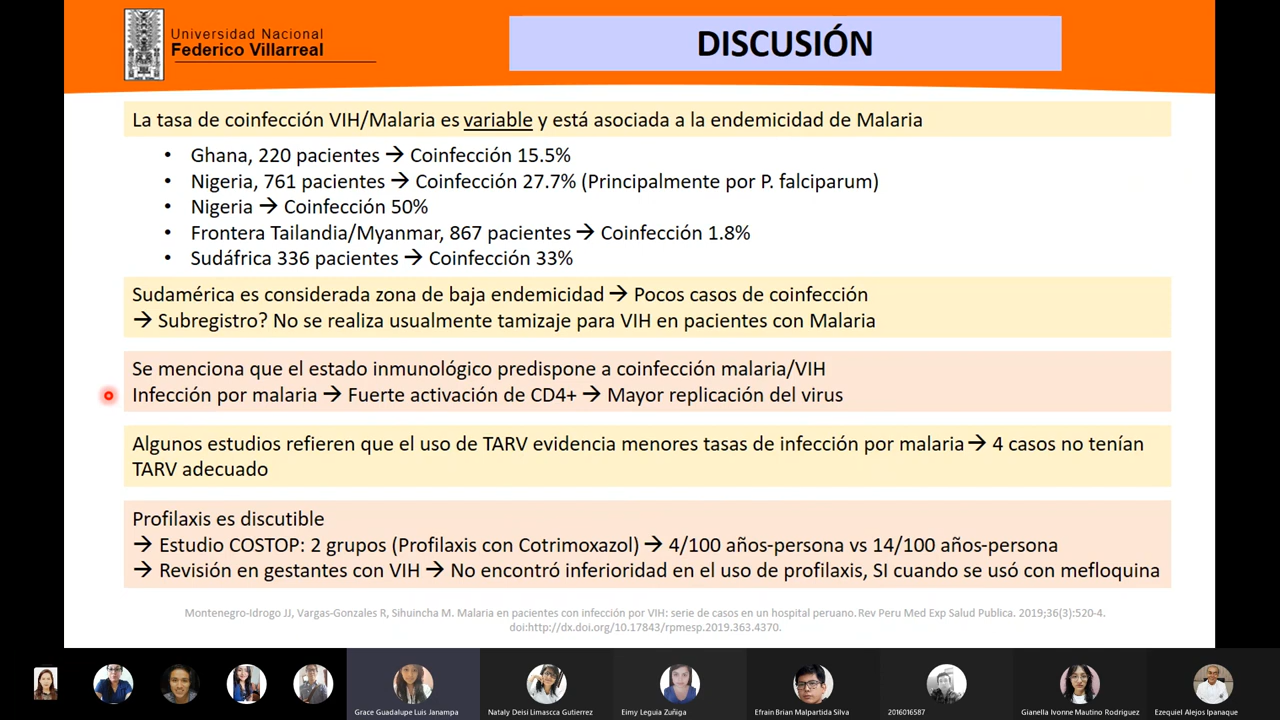 Universidad Nacional
Federico Villarreal
DISCUSIÓN
La tasa de coinfección VIH/Malaria es variable y está asociada a la endemicidad de Malaria
• Ghana, 220 pacientes → Coinfección 15.5%
• Nigeria, 761 pacientes → Coinfección 27.7% (Principalmente por P. falciparum)
• Nigeria → Coinfección 50%
• Frontera Tailandia/Myanmar, 867 pacientes → Coinfección 1.8%
• Sudáfrica 336 pacientes → Coinfección 33%
Sudamérica es considerada zona de baja endemicidad → Pocos casos de coinfección
→ Subregistro? No se realiza usualmente tamizaje para VIH en pacientes con Malaria
Se menciona que el estado inmunológico predispone a coinfección malaria/VIH
Infección por malaria → Fuerte activación de CD4+ → Mayor replicación del virus
Algunos estudios refieren que el uso de TARV evidencia menores tasas de infección por malaria → 4 casos no tenían
TARV adecuado
Profilaxis es discutible
→ Estudio COSTOP: 2 grupos (Profilaxis con Cotrimoxazol) → 4/100 años-persona vs 14/100 años-persona
→ Revisión en gestantes con VIH → No encontró inferioridad en el uso de profilaxis, SI cuando se usó con mefloquina
Montenegro-Idrogo JJ, Vargas-Gonzales R, Sihuincha M. Malaria en pacientes con infección por VIH: serie de casos en un hospital peruano. Rev Peru Med Exp Salud Publica. 2019;36(3):520-4.
doi:http://dx.doi.org/10.17843/rpmesp.2019.363.4370.
Grace Guadalupe Luis Janampa
Nataly Deisi Limascca Gutierrez
Eimy Leguia Zuñiga
Efrain Brian Malpartida Silva
2016016587
Gianella Ivonne Mautino Rodriguez
Ezequiel Alejos Ipanaque